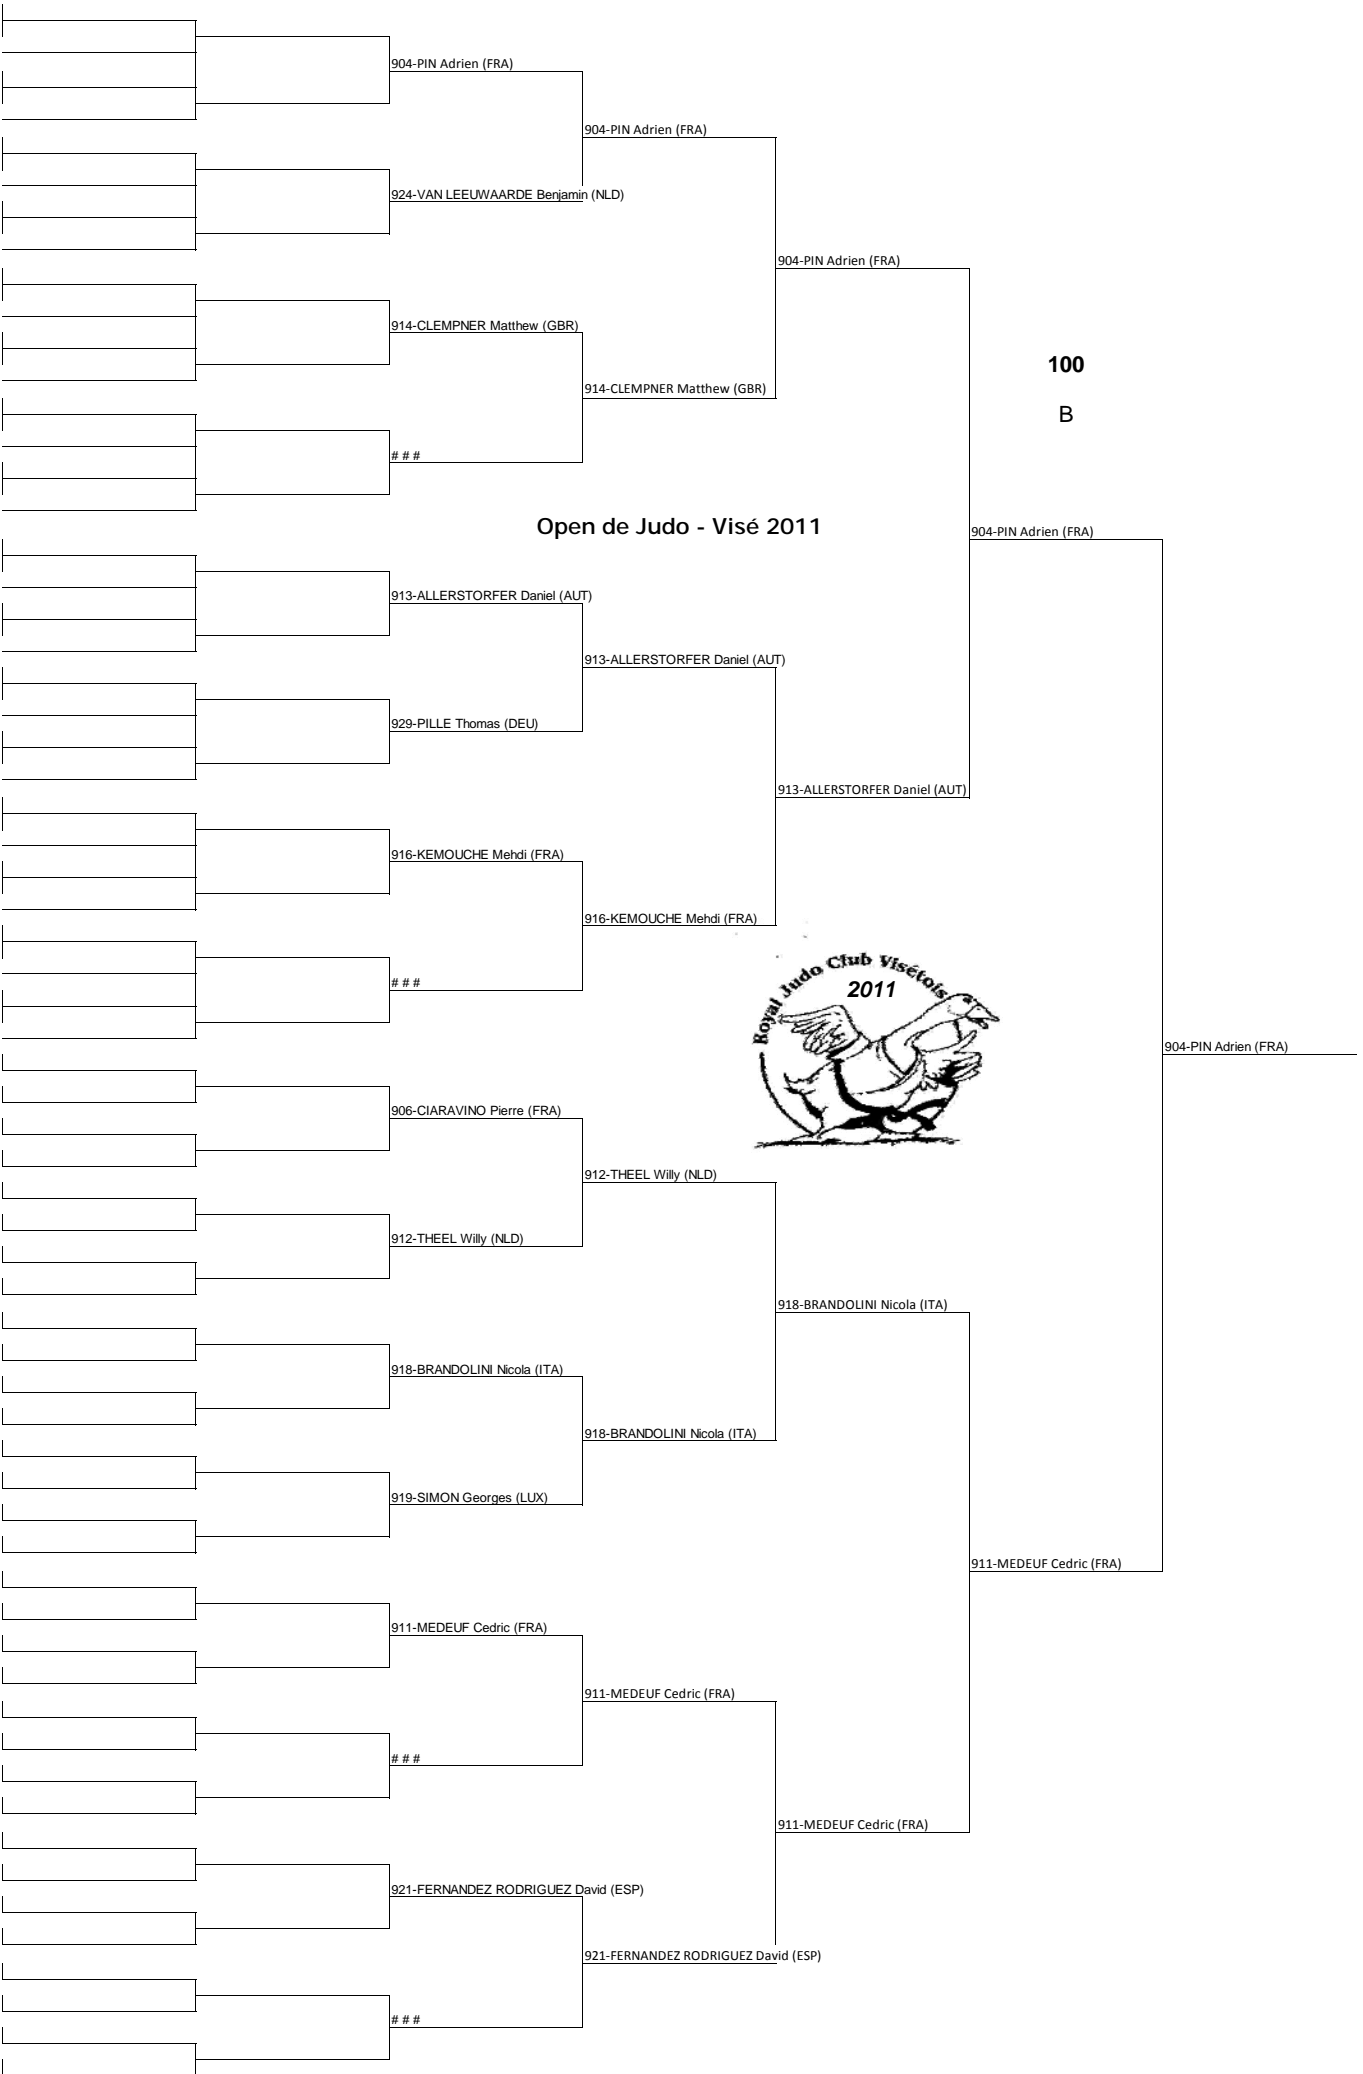 904-PIN Adrien (FRA)
904-PIN Adrien (FRA)
924-VAN LEEUWAARDE Benjamin (NLD)
904-PIN Adrien (FRA)
914-CLEMPNER Matthew (GBR)
100
914-CLEMPNER Matthew (GBR)
B
# # #
Open de Judo - Visé 2011
904-PIN Adrien (FRA)
913-ALLERSTORFER Daniel (AUT)
913-ALLERSTORFER Daniel (AUT)
929-PILLE Thomas (DEU)
913-ALLERSTORFER Daniel (AUT)
916-KEMOUCHE Mehdi (FRA)
916-KEMOUCHE Mehdi (FRA)
# # #
Royal Judo Club Visétois
2011
904-PIN Adrien (FRA)
906-CIARAVINO Pierre (FRA)
912-THEEL Willy (NLD)
912-THEEL Willy (NLD)
918-BRANDOLINI Nicola (ITA)
918-BRANDOLINI Nicola (ITA)
918-BRANDOLINI Nicola (ITA)
919-SIMON Georges (LUX)
911-MEDEUF Cedric (FRA)
911-MEDEUF Cedric (FRA)
911-MEDEUF Cedric (FRA)
# # #
911-MEDEUF Cedric (FRA)
921-FERNANDEZ RODRIGUEZ David (ESP)
921-FERNANDEZ RODRIGUEZ David (ESP)
# # #